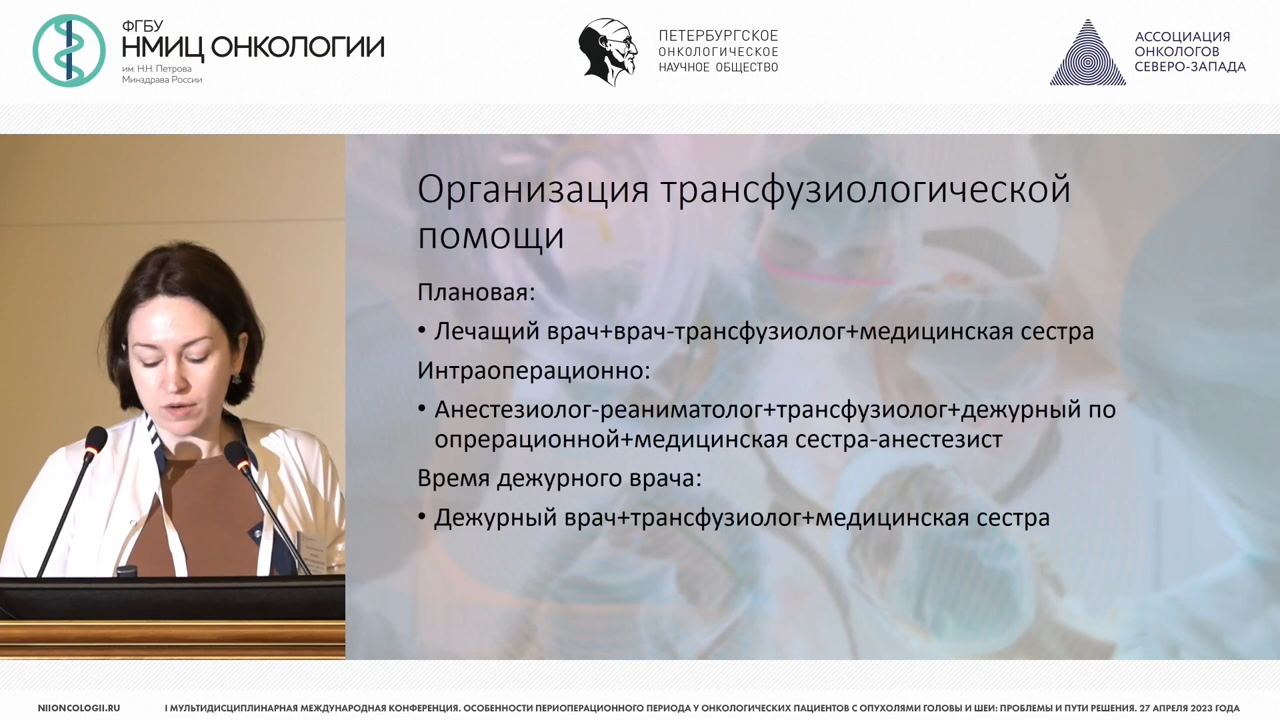 ФГБУ
НМИЦ ОНКОЛОГИИ
им. Н.Н. Петрова
Минздрава России
ПЕТЕРБУРГСКОЕ
ОНКОЛОГИЧЕСКОЕ
НАУЧНОЕ ОБЩЕСТВО
АССОЦИАЦИЯ
ОНКОЛОГОВ
СЕВЕРО-ЗАПАДА
Организация трансфузиологической
помощи
Плановая:
• Лечащий врач+врач-трансфузиолог+медицинская сестра
Интраоперационно:
• Анестезиолог-реаниматолог+трансфузиолог+дежурный по
опрерационной+медицинская сестра-анестезист
Время дежурного врача:
• Дежурный врач+трансфузиолог+медицинская сестра
NIIONCOLOGII.RU
I МУЛЬТИДИСЦИПЛИНАРНАЯ МЕЖДУНАРОДНАЯ КОНФЕРЕНЦИЯ. ОСОБЕННОСТИ ПЕРИОПЕРАЦИОННОГО ПЕРИОДА У ОНКОЛОГИЧЕСКИХ ПАЦИЕНТОВ С ОПУХОЛЯМИ ГОЛОВЫ И ШЕИ: ПРОБЛЕМЫ И ПУТИ РЕШЕНИЯ. 27 АПРЕЛЯ 2023 ГОДА